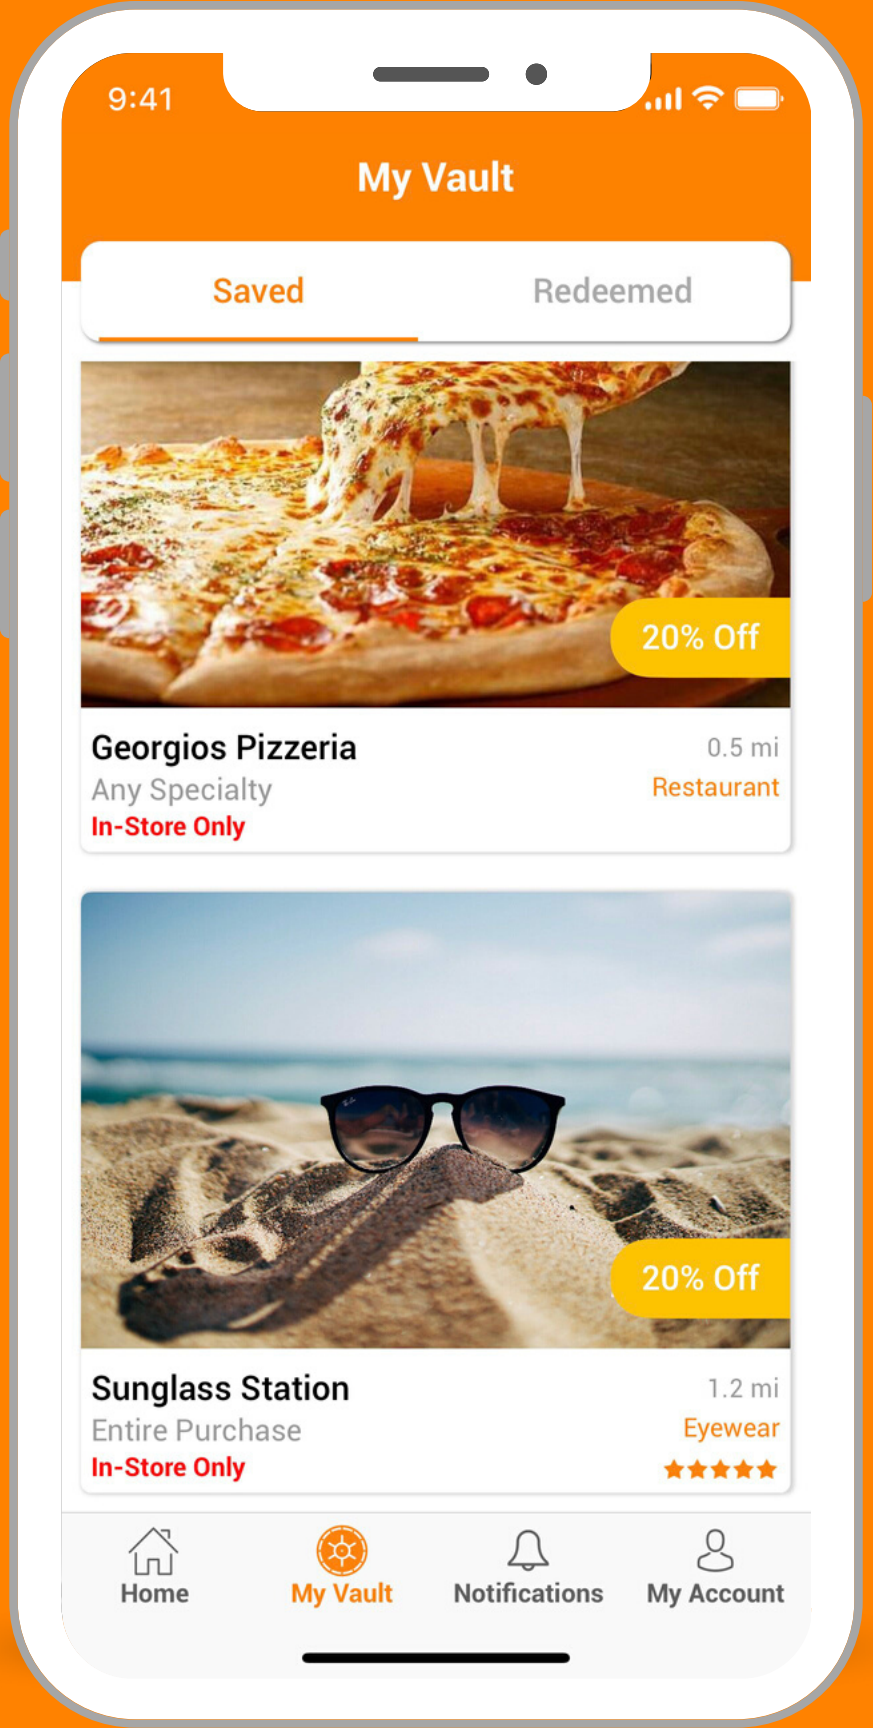 9:41
My Vault
Saved Redeemed
20% Off
Georgios Pizzeria 0.5 mi
Any Specialty Restaurant
In-Store Only
20% Off
Sunglass Station 1.2 mi
Entire Purchase Eyewear
In-Store Only
Home My Vault Notifications My Account